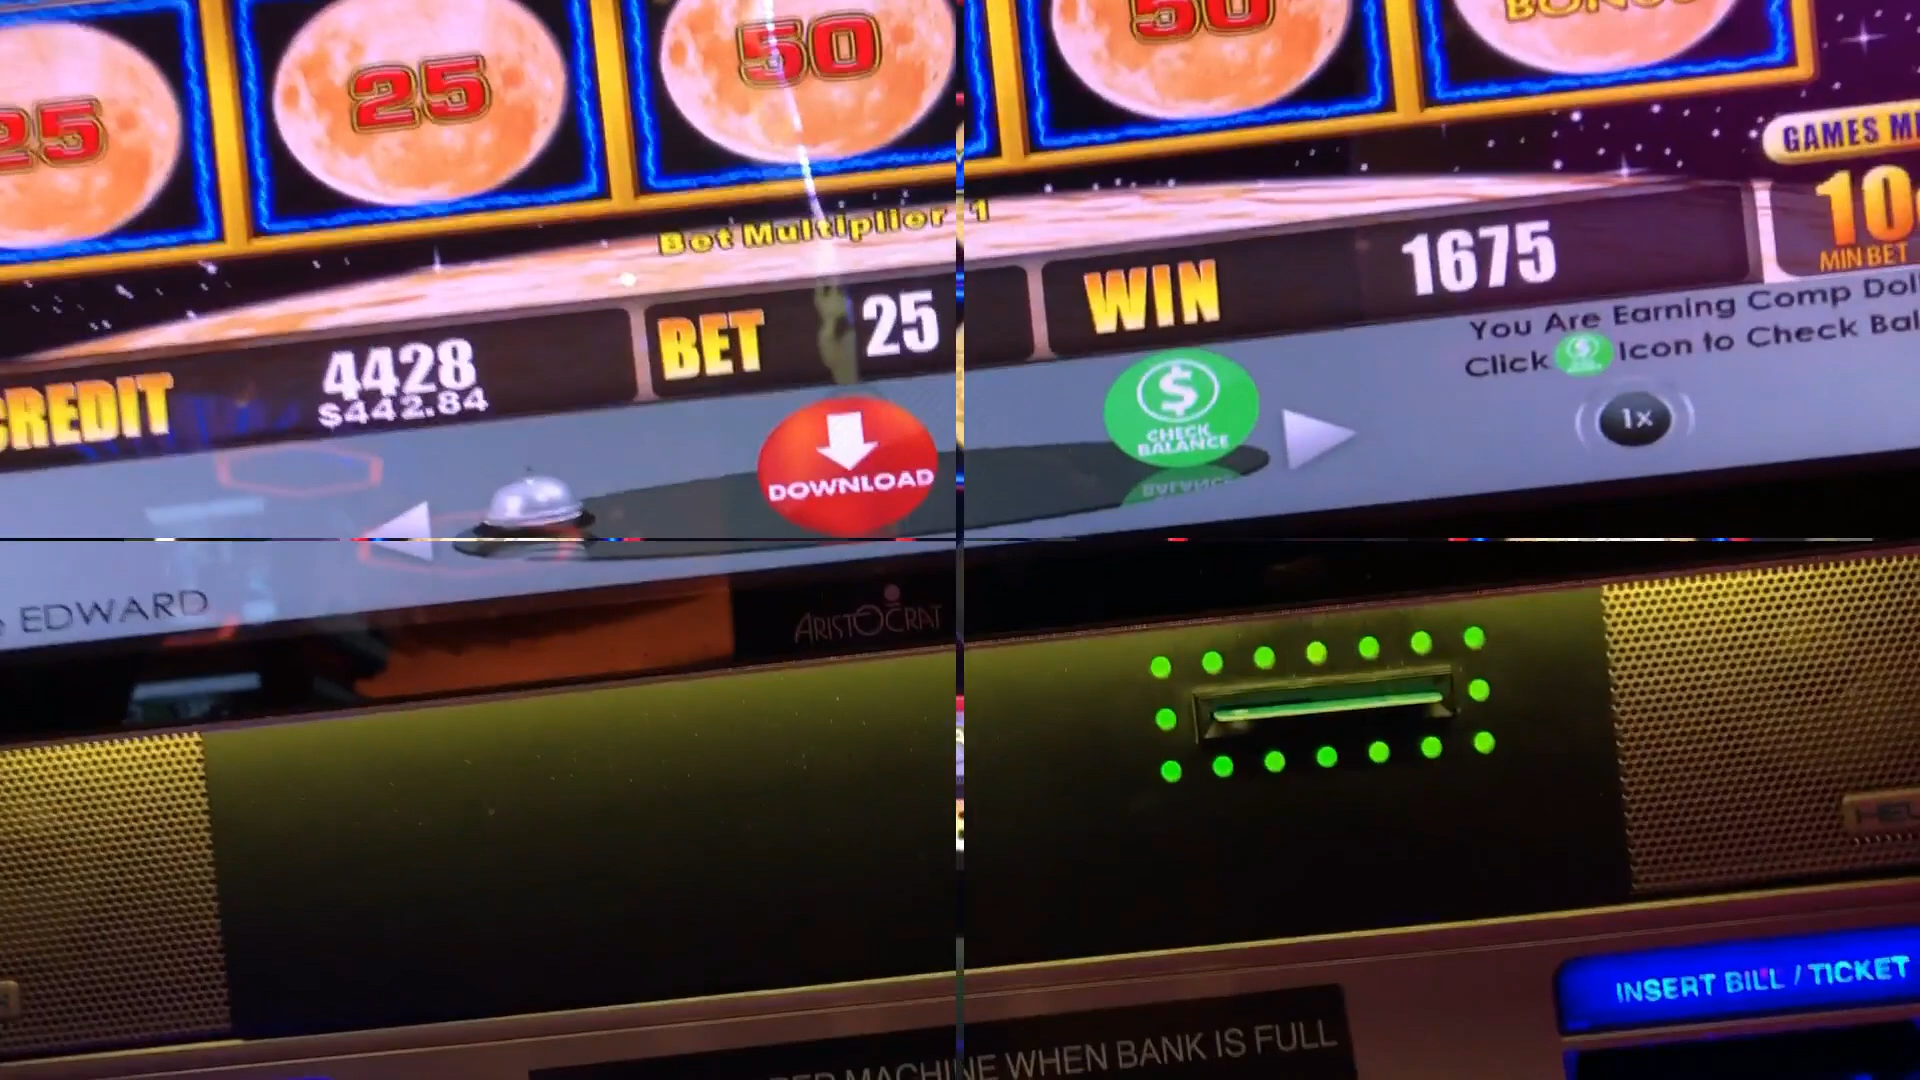 25
25
50
50
BONUS
Bet Multiplier 1
GAMES
10¢
MIN BET
CREDIT
4428
$442.84
BET
25
WIN
1675
You Are Earning Comp
Click Icon to Check
1x
DOWNLOAD
CHECK
BALANCE
EDWARD
ARISTOCRAT
INSERT BILL / TICKET
MACHINE WHEN BANK IS FULL